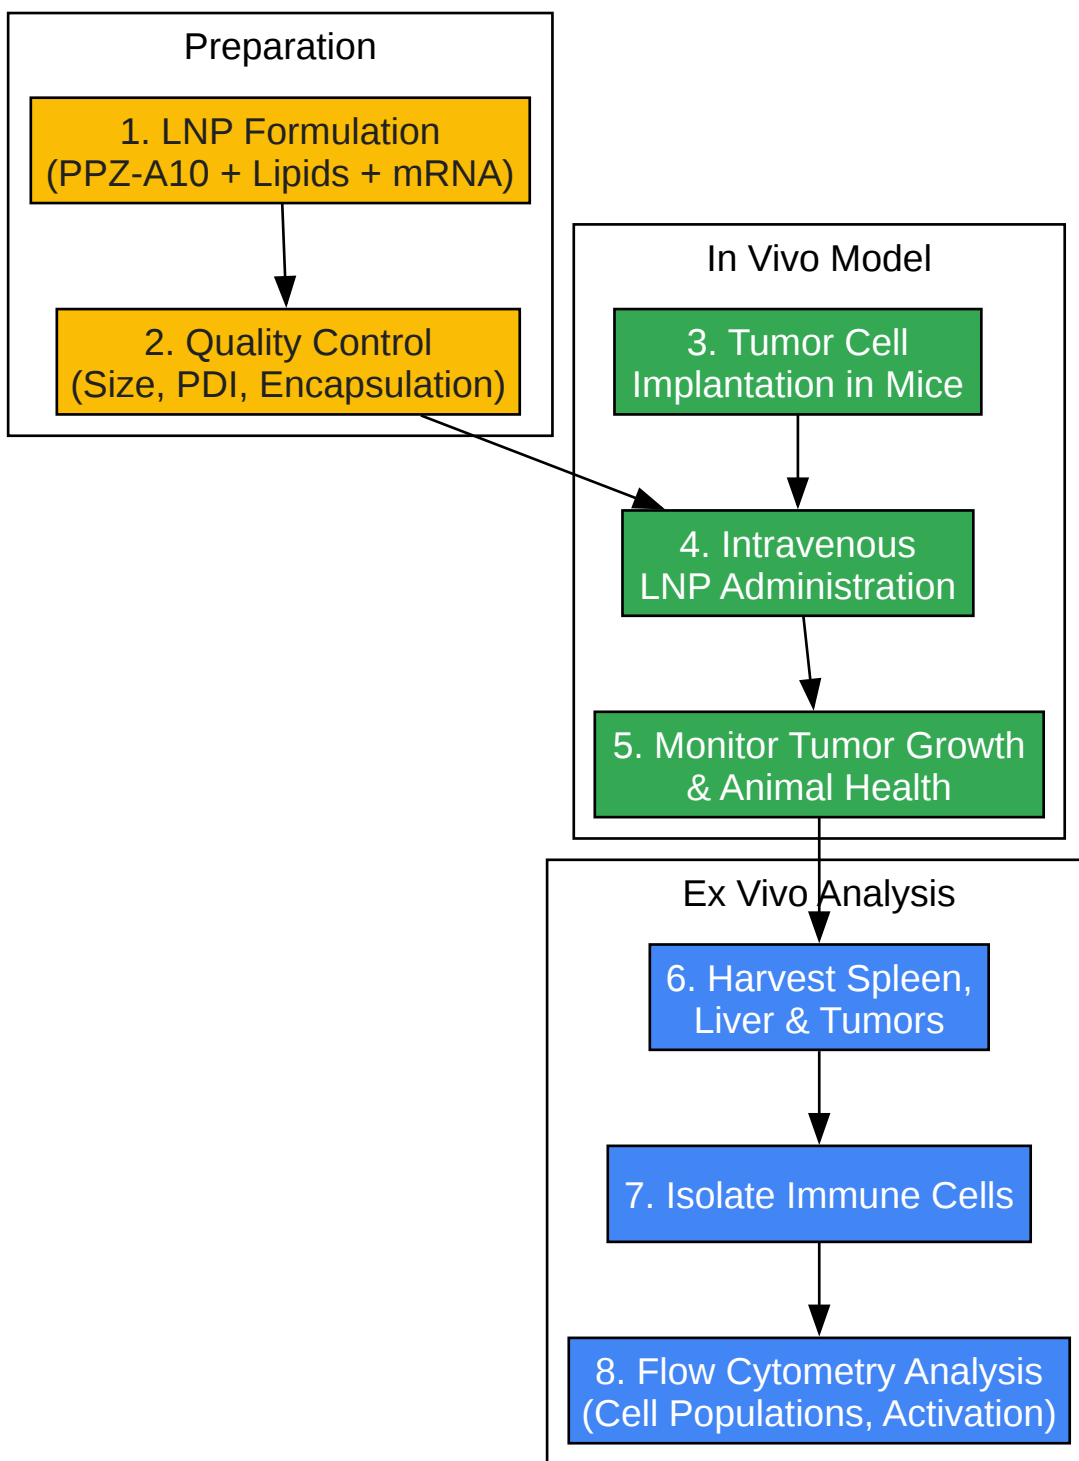 Preparation
1. LNP Formulation
(PPZ-A10 + Lipids + mRNA)
2. Quality Control
(Size, PDI, Encapsulation)
In Vivo Model
3. Tumor Cell
Implantation in Mice
4. Intravenous
LNP Administration
5. Monitor Tumor Growth
& Animal Health
Ex Vivo Analysis
6. Harvest Spleen,
Liver & Tumors
7. Isolate Immune Cells
8. Flow Cytometry Analysis
(Cell Populations, Activation)